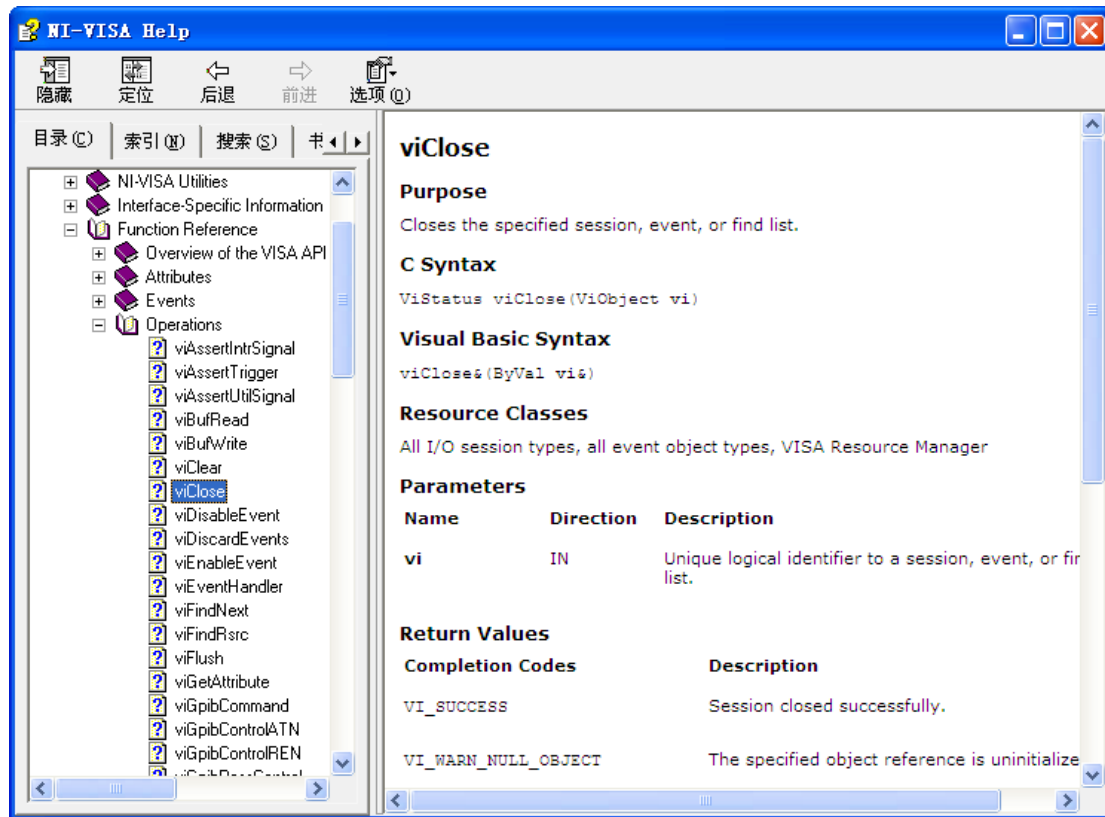 NI-VISA Help
隐藏 定位 后退 前进 选项(O)
目录(C) 索引(N) 搜索(S) 书
NI-VISA Utilities
Interface-Specific Information
Function Reference
Overview of the VISA API
Attributes
Events
Operations
viAssertIntrSignal
viAssertTrigger
viAssertUtilSignal
viBufRead
viBufWrite
viClear
viClose
viDisableEvent
viDiscardEvents
viEnableEvent
viEventHandler
viFindNext
viFindRsrc
viFlush
viGetAttribute
viGpibCommand
viGpibControlATN
viGpibControlREN
viClose
Purpose
Closes the specified session, event, or find list.
C Syntax
ViStatus viClose(ViObject vi)
Visual Basic Syntax
viClose&(ByVal vi&)
Resource Classes
All I/O session types, all event object types, VISA Resource Manager
Parameters
Name Direction Description
vi IN Unique logical identifier to a session, event, or fin
list.
Return Values
Completion Codes Description
VI_SUCCESS Session closed successfully.
VI_WARN_NULL_OBJECT The specified object reference is uninitialize